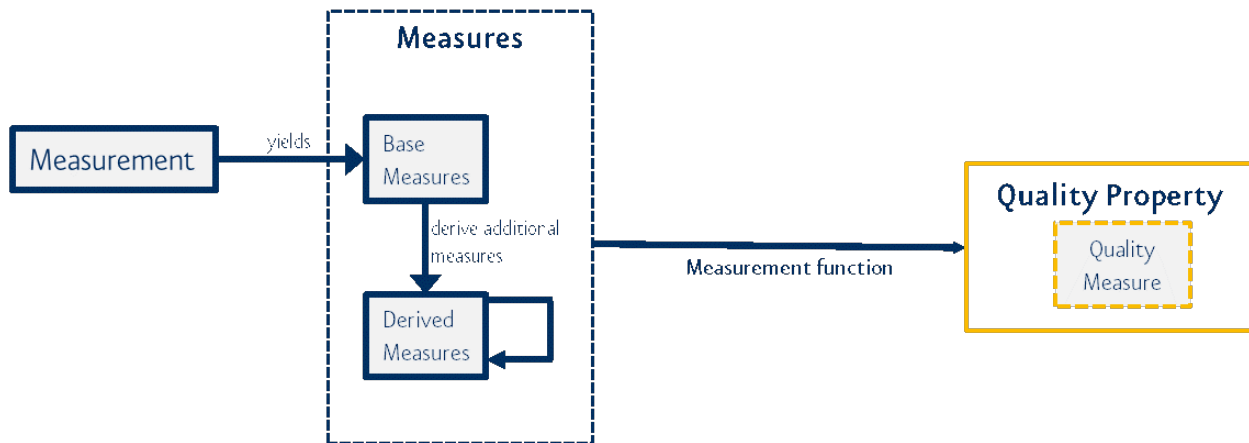 Measures
Measurement
yields
Base
Measures
derive additional
measures
Derived
Measures
Measurement function
Quality Property
Quality
Measure